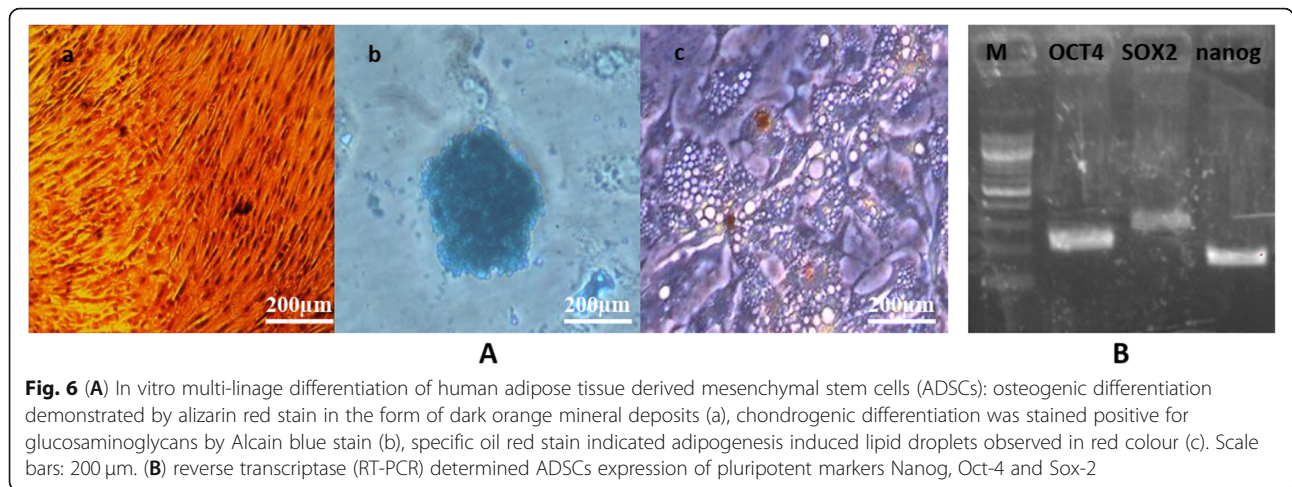 a b c M OCT4 SOX2 nanog
200µm 200µm 200µm
A B
Fig. 6 (A) In vitro multi-linage differentiation of human adipose tissue derived mesenchymal stem cells (ADSCs): osteogenic differentiation
demonstrated by alizarin red stain in the form of dark orange mineral deposits (a), chondrogenic differentiation was stained positive for
glucosaminoglycans by Alcain blue stain (b), specific oil red stain indicated adipogenesis induced lipid droplets observed in red colour (c). Scale
bars: 200 µm. (B) reverse transcriptase (RT-PCR) determined ADSCs expression of pluripotent markers Nanog, Oct-4 and Sox-2